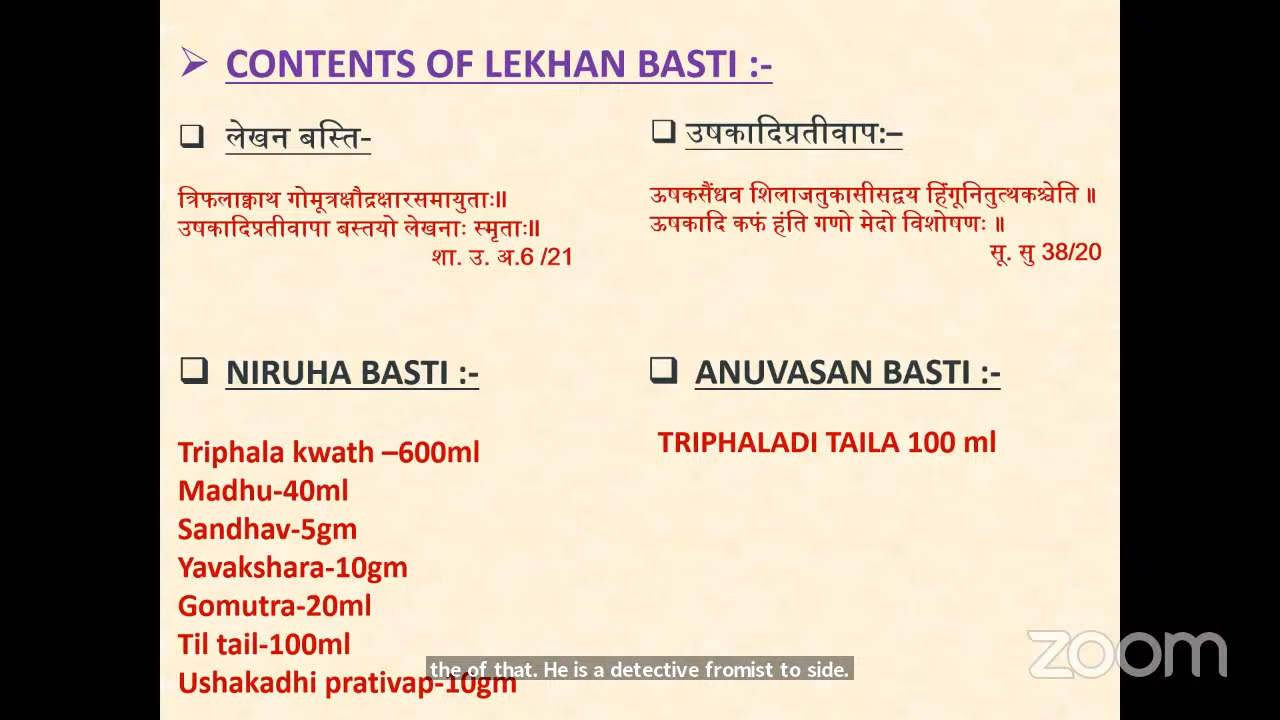 ➢ CONTENTS OF LEKHAN BASTI :-
❑ लेखन बस्ति-
त्रिफलाक्वाथ गोमूत्रक्षौद्रक्षारसमायुताः॥
उषकादिप्रतीवापा बस्तयो लेखनाः स्मृताः॥
शा. उ. अ.6 /21
❑ उषकादिप्रतीवाप:–
ऊषकसैंधव शिलाजतुकासीसद्वय हिंगूनितुत्थकश्चेति ॥
ऊषकादि कफं हंति गणो मेदो विशोषणः ॥
सू. सु 38/20
❑ NIRUHA BASTI :-
Triphala kwath –600ml
Madhu-40ml
Sandhav-5gm
Yavakshara-10gm
Gomutra-20ml
Til tail-100ml
Ushakadhi prativap-10gm
❑ ANUVASAN BASTI :-
TRIPHALADI TAILA 100 ml
the of that. He is a detective fromist to side.
zoom